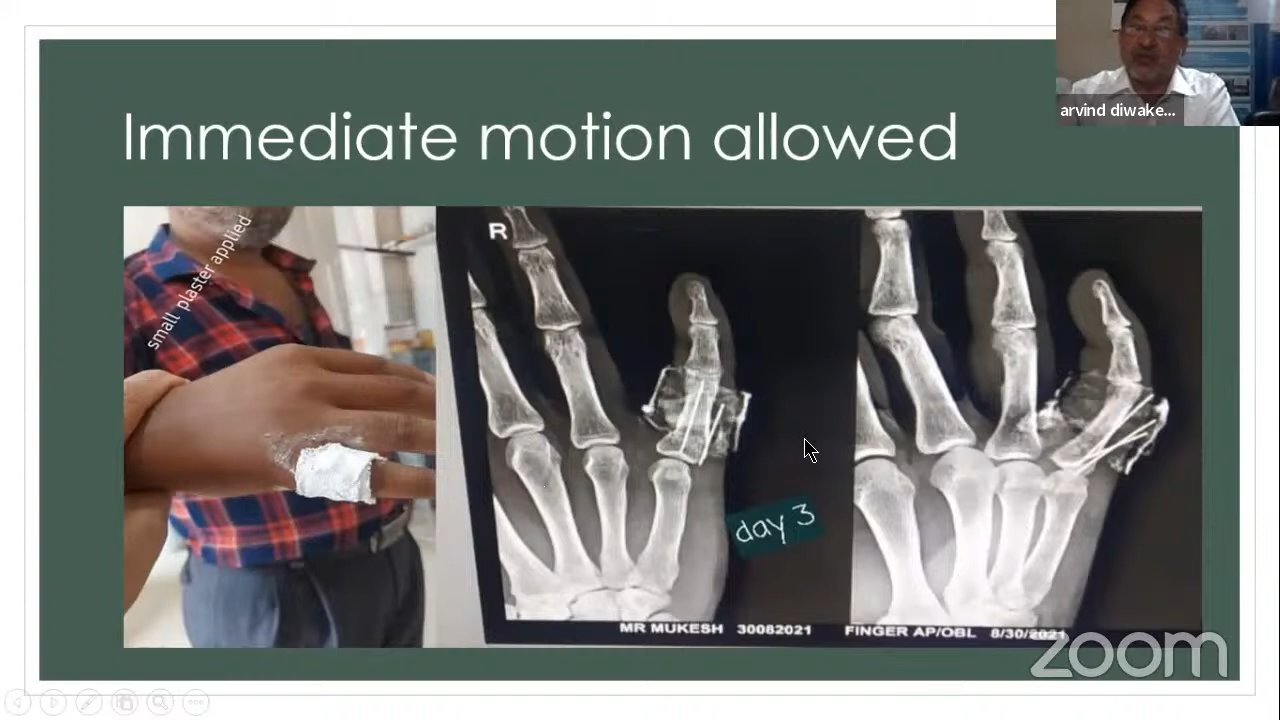 Immediate motion allowed
arvind diwake...
small plaster applied
R
day 3
MR MUKESH 30082021
FINGER AP/OBL 8/30/2021
zoom